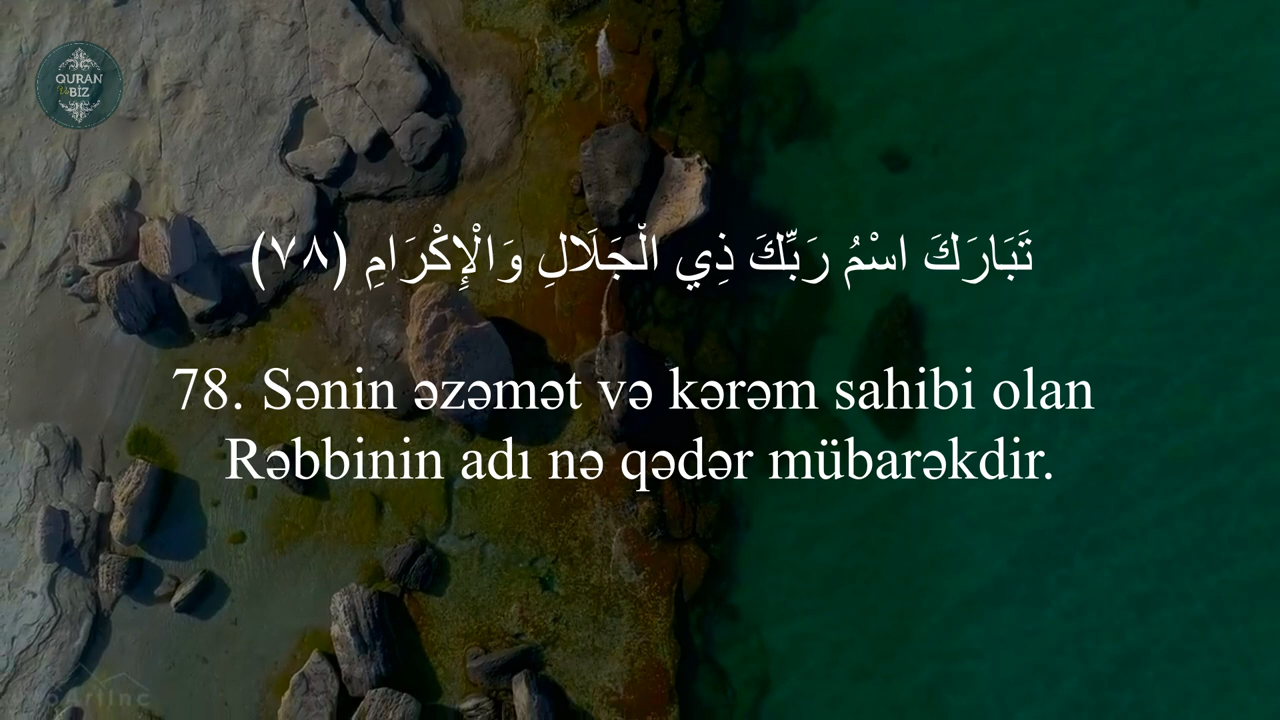 QURAN
Və
BİZ
تَبَارَكَ اسْمُ رَبِّكَ ذِي الْجَلَالِ وَالْإِكْرَامِ (٧٨)
78. Sənin əzəmət və kərəm sahibi olan
Rəbbinin adı nə qədər mübarəkdir.